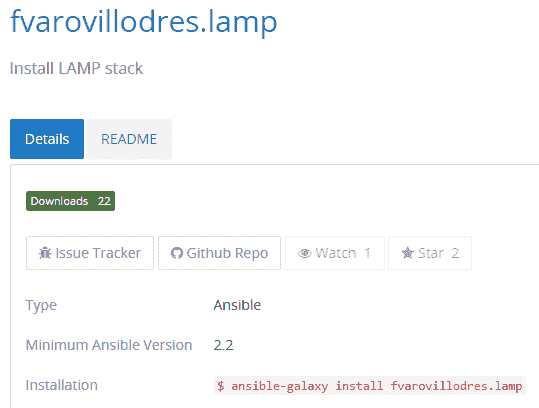 fvarovillodres.lamp
Install LAMP stack
Details README
Downloads 22
Issue Tracker Github Repo Watch 1 Star 2
Type Ansible
Minimum Ansible Version 2.2
Installation $ ansible-galaxy install fvarovillodres.lamp